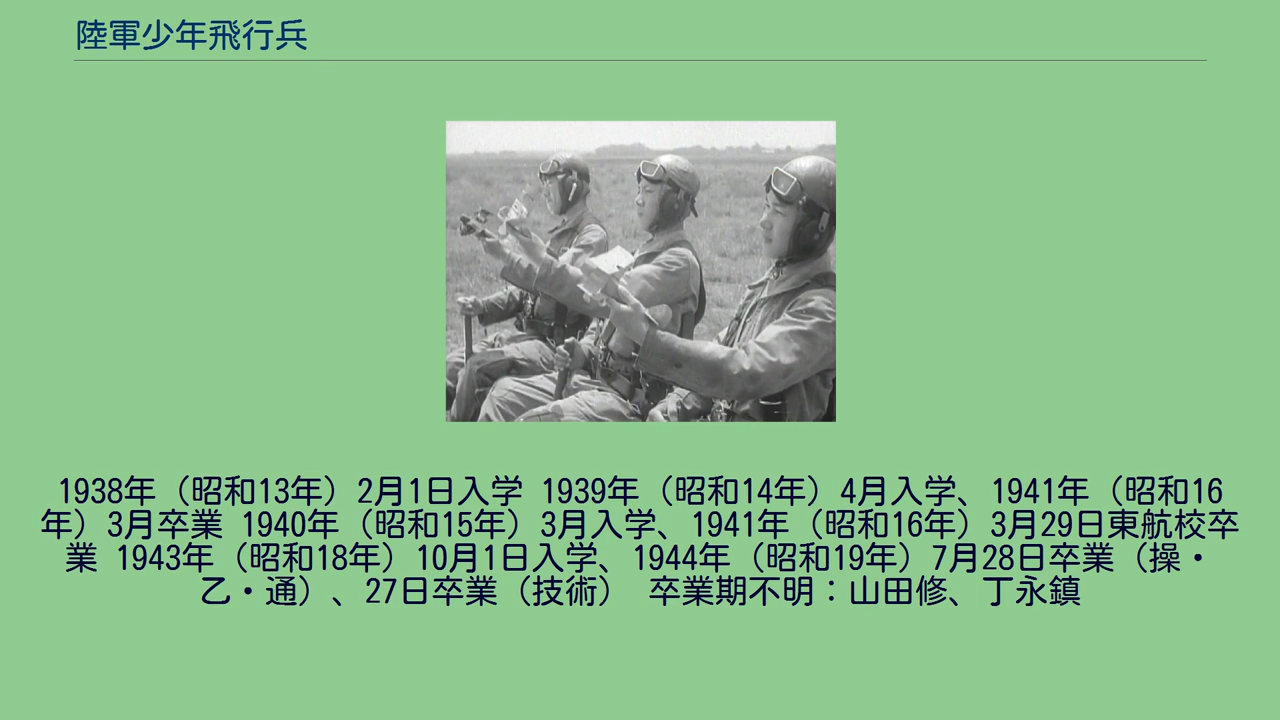 陸軍少年飛行兵
1938年（昭和13年）2月1日入学 1939年（昭和14年）4月入学、1941年（昭和16
年）3月卒業 1940年（昭和15年）3月入学、1941年（昭和16年）3月29日東航校卒
業 1943年（昭和18年）10月1日入学、1944年（昭和19年）7月28日卒業（操・
乙・通）、27日卒業（技術） 卒業期不明：山田修、丁永鎮